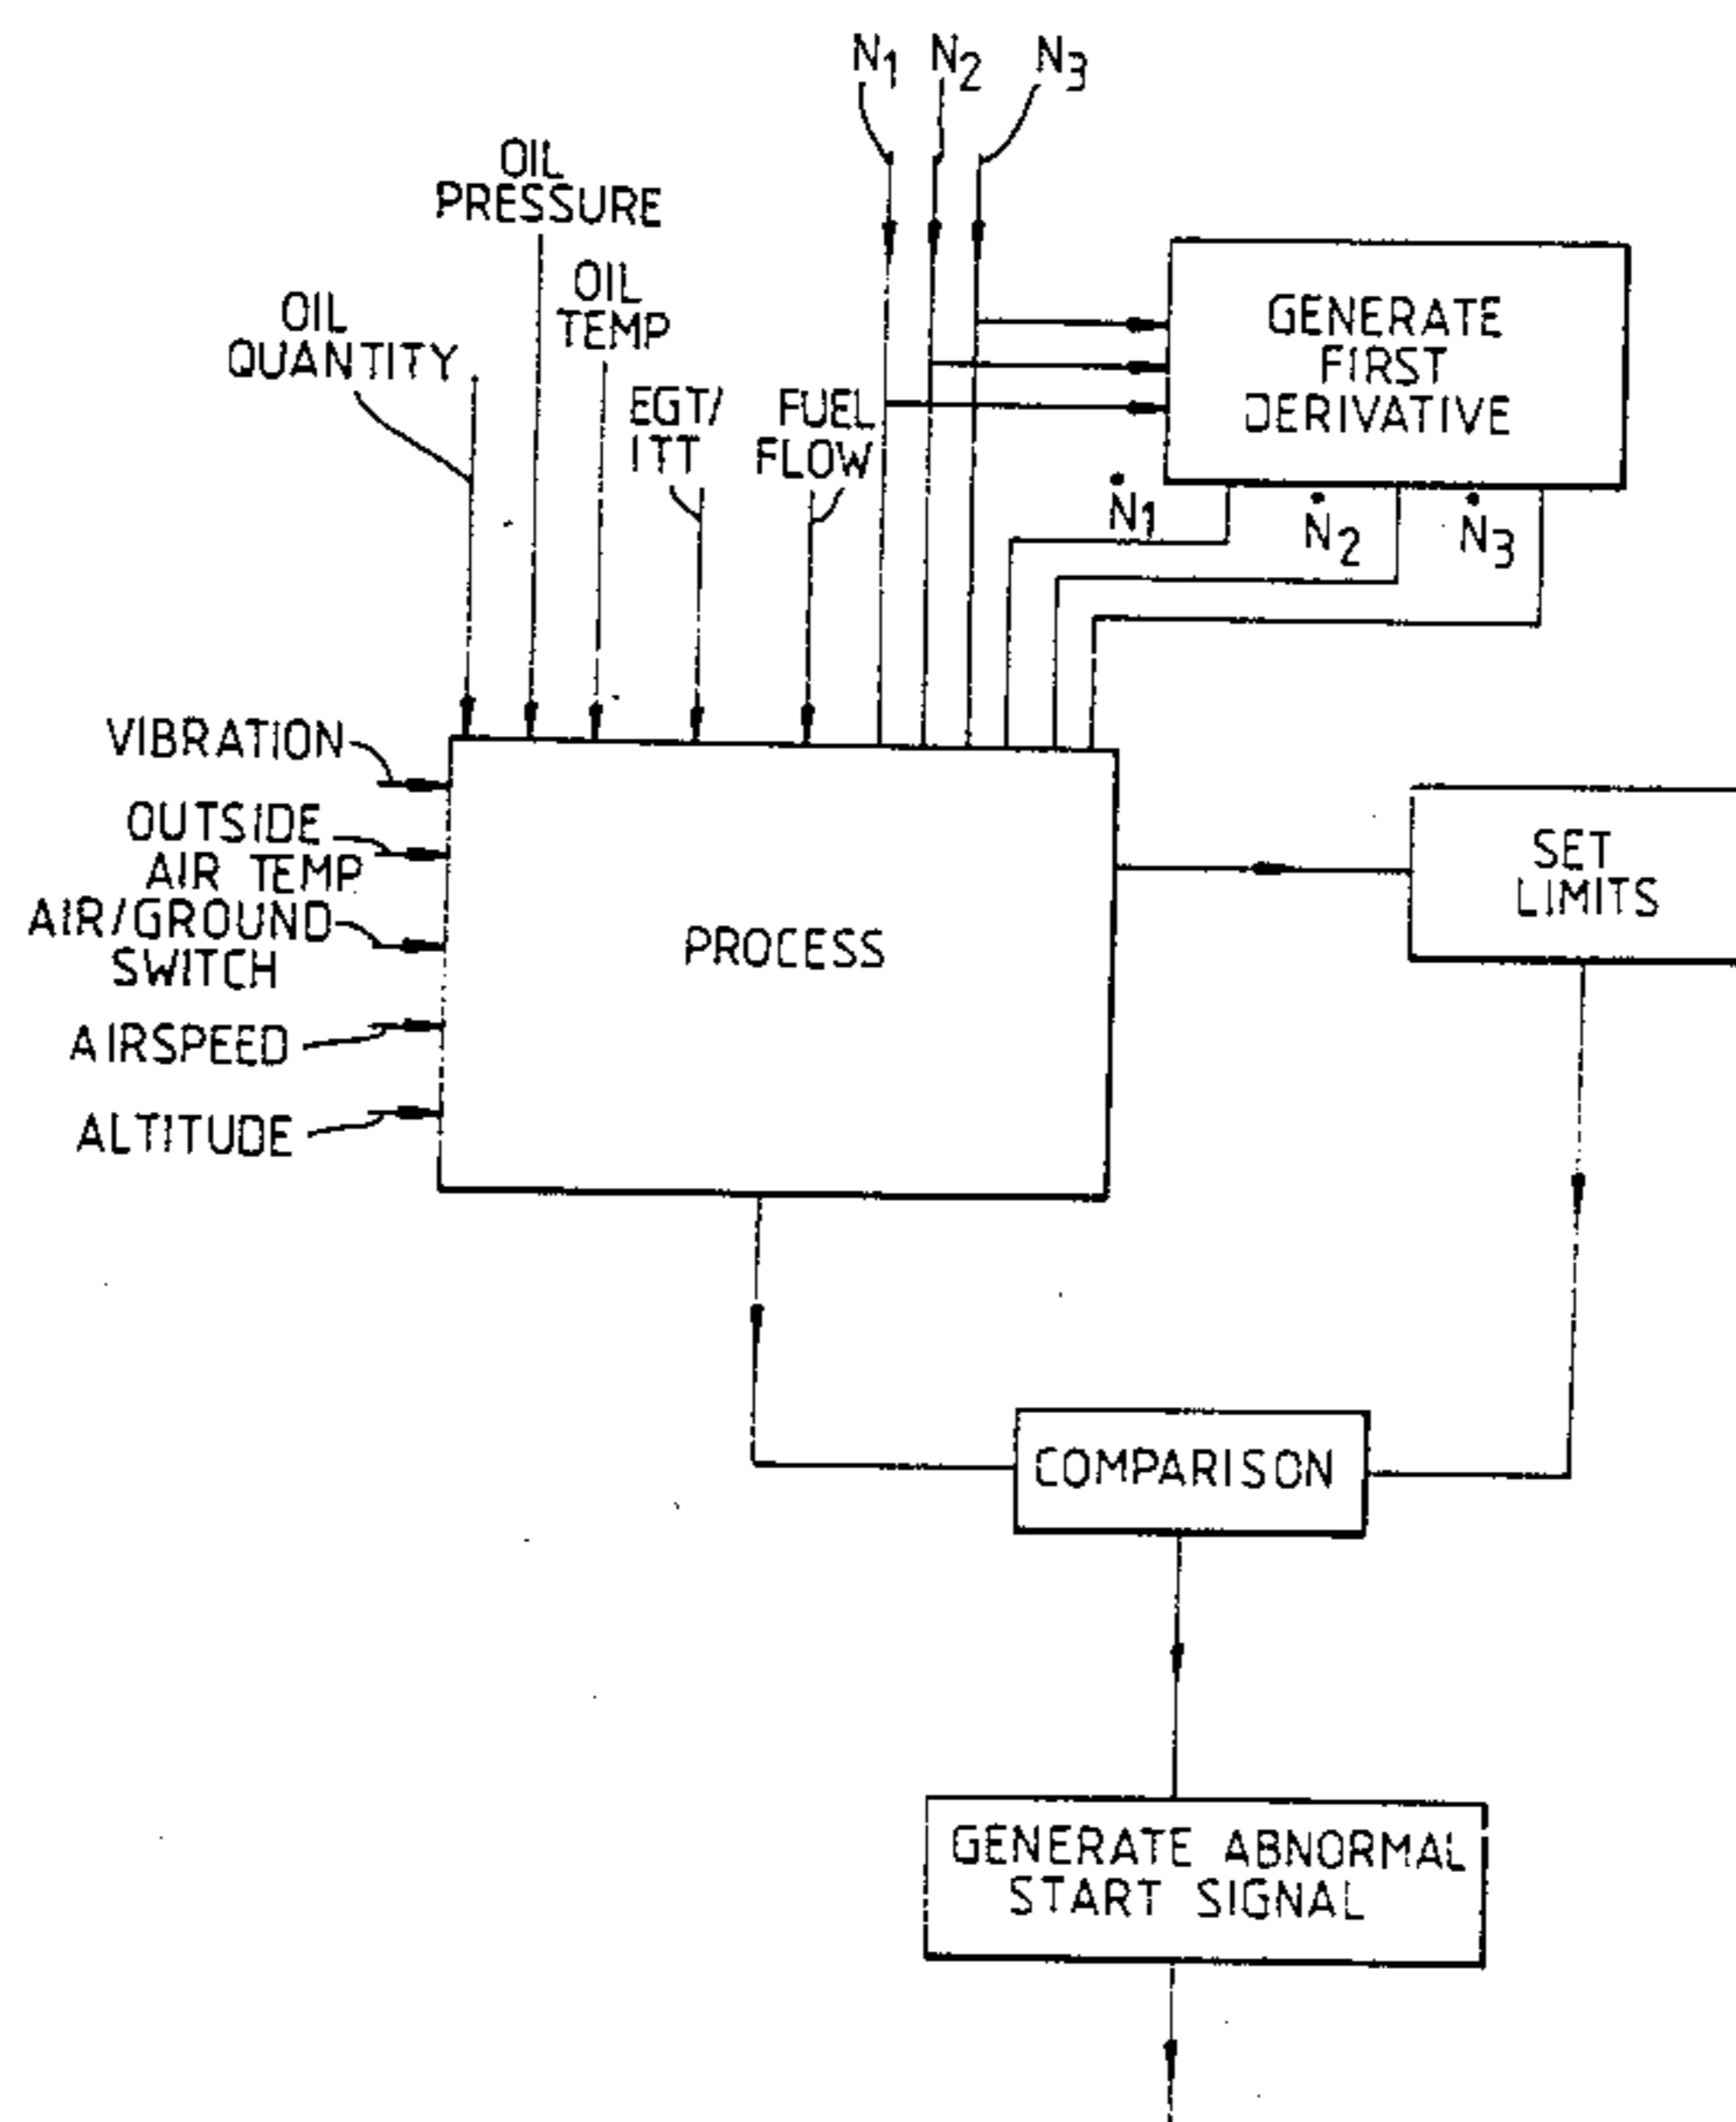 N1 N2 N3
OIL
PRESSURE
OIL
TEMP
OIL
QUANTITY
EGT/
ITT
FUEL
FLOW
GENERATE
FIRST
DERIVATIVE
Ṅ1 Ṅ2 Ṅ3
VIBRATION
OUTSIDE
AIR TEMP
AIR/GROUND
SWITCH
AIRSPEED
ALTITUDE
PROCESS
SET
LIMITS
COMPARISON
GENERATE ABNORMAL
START SIGNAL